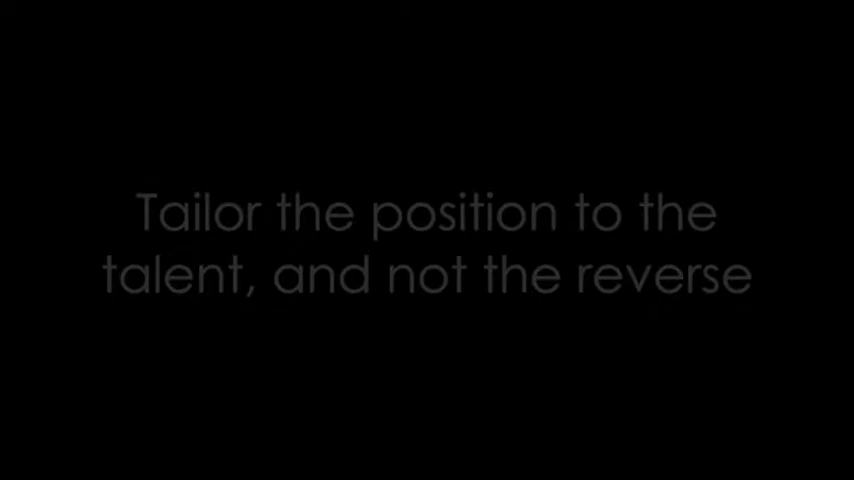 Tailor the position to the
talent, and not the reverse